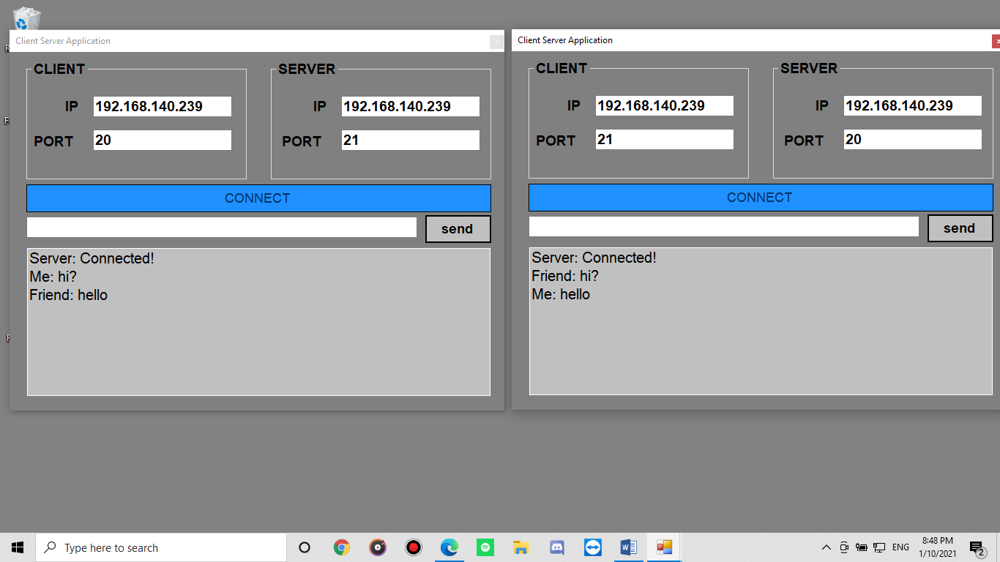 R
F
F
Client Server Application
CLIENT
IP 192.168.140.239
PORT 20
SERVER
IP 192.168.140.239
PORT 21
CONNECT
send
Server: Connected!
Me: hi?
Friend: hello
Client Server Application
x
CLIENT
IP 192.168.140.239
PORT 21
SERVER
IP 192.168.140.239
PORT 20
CONNECT
send
Server: Connected!
Friend: hi?
Me: hello
Type here to search
ENG
8:48 PM
1/10/2021
2